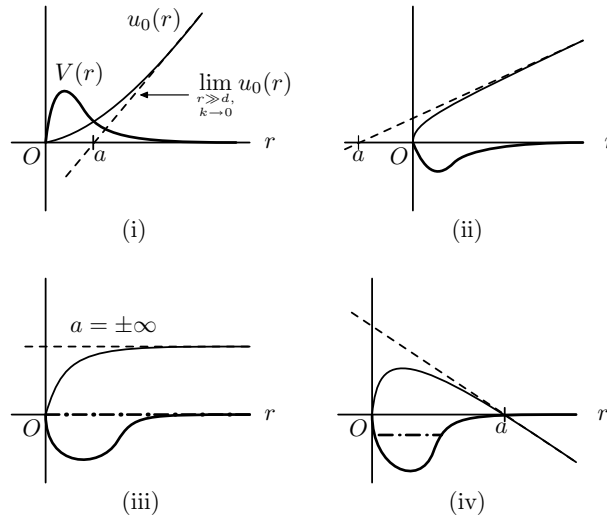 u₀(r)
V(r)
lim u₀(r)
r≫d,
k→0
O a r
(i)
a O r
(ii)
a = ±∞
O r
(iii)
O a r
(iv)